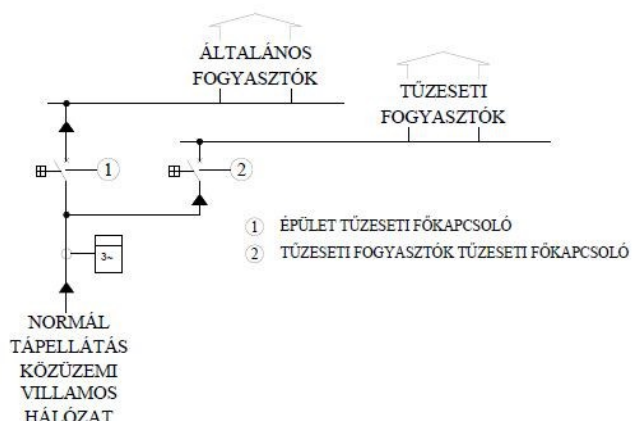 ÁLTALÁNOS
FOGYASZTÓK
TŰZESETI
FOGYASZTÓK
1
2
1 ÉPÜLET TŰZESETI FŐKAPCSOLÓ
2 TŰZESETI FOGYASZTÓK TŰZESETI FŐKAPCSOLÓ
3~
NORMÁL
TÁPELLÁTÁS
KÖZÜZEMI
VILLAMOS
HÁLÓZAT